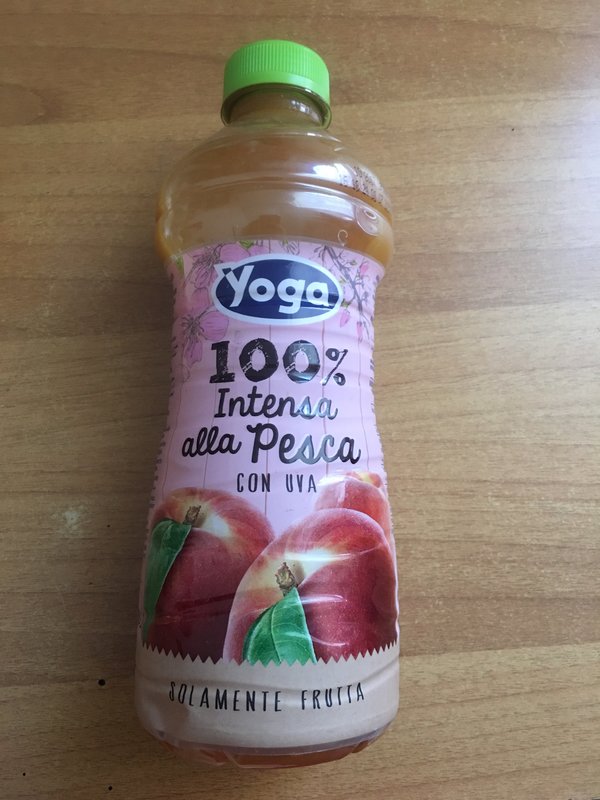 Yoga
100%
Intensa
alla Pesca
CON UVA
SOLAMENTE FRUTTA